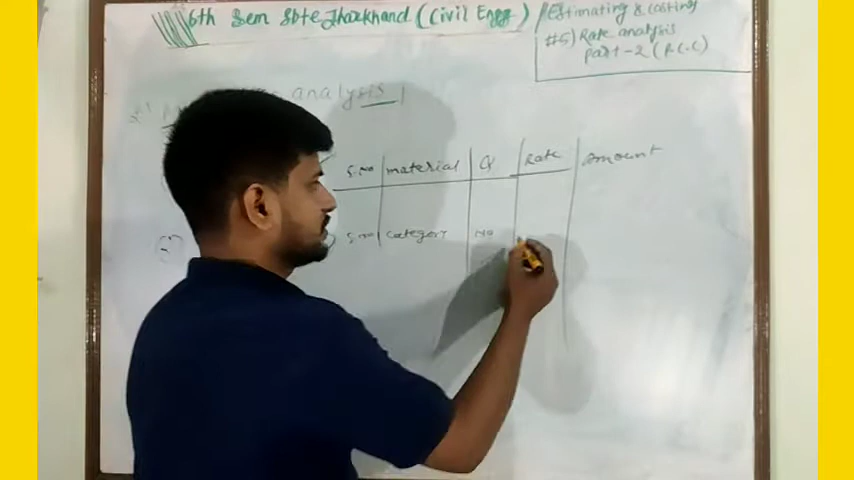 6th Sem Sbte Jharkhand (Civil Engg)
Estimating & costing
#5) Rate analysis
Part-2 (R.C.C)
analysis
S.No material Q Rate Amount
S.No Category No